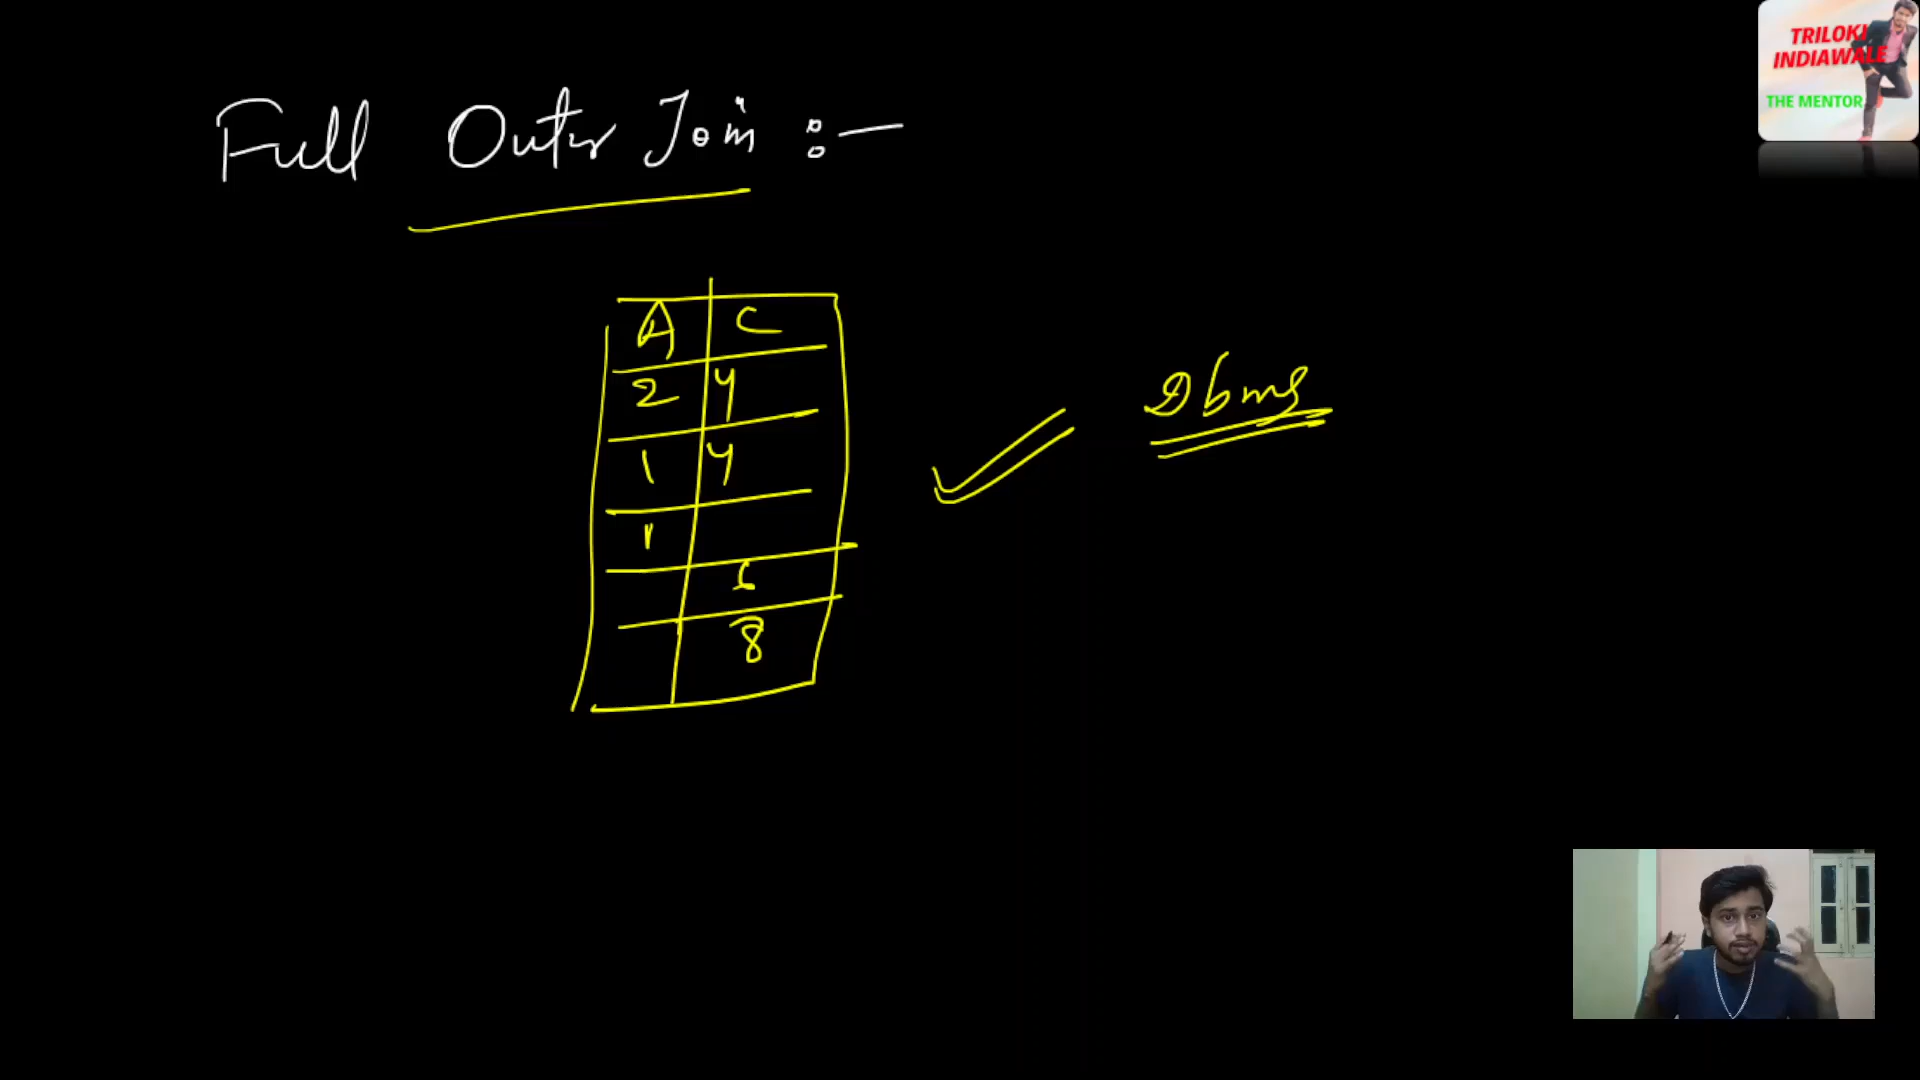 Full Outer Join :-
A C
2 4
1 4
1
6
8
Dbms
TRILOKI
INDIAWALE
THE MENTOR